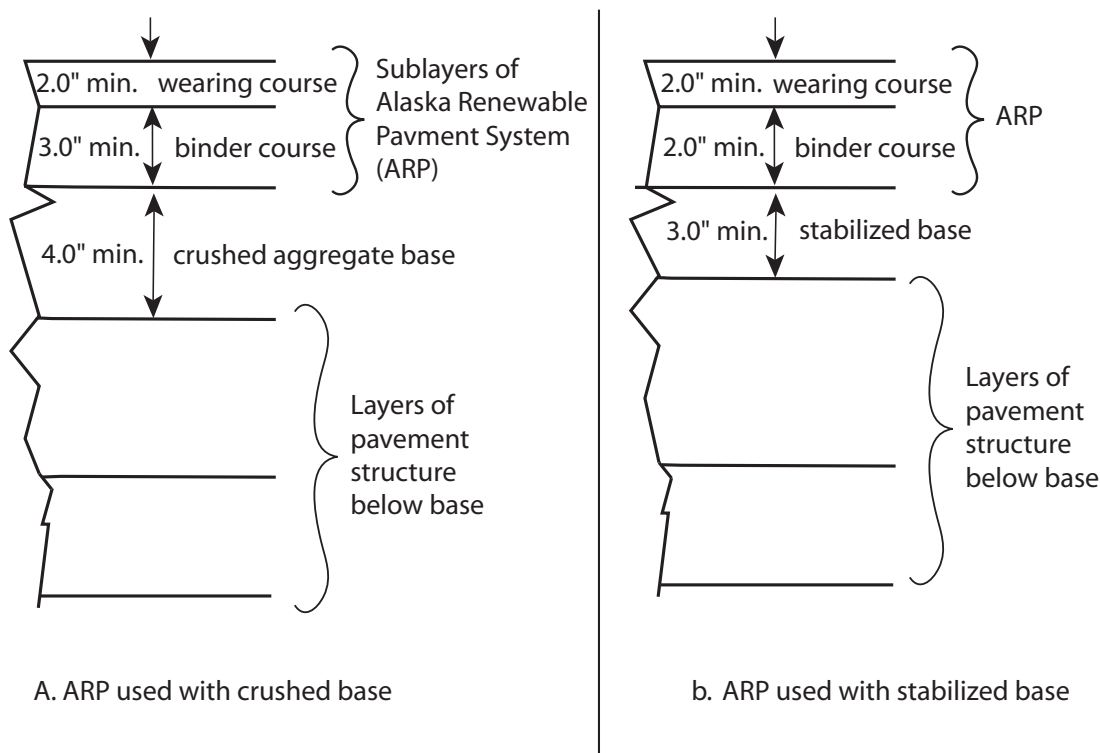 2.0" min. wearing course
3.0" min. binder course
Sublayers of
Alaska Renewable
Pavment System
(ARP)
4.0" min. crushed aggregate base
Layers of
pavement
structure
below base
A. ARP used with crushed base
2.0" min. wearing course
2.0" min. binder course
ARP
3.0" min. stabilized base
Layers of
pavement
structure
below base
b. ARP used with stabilized base